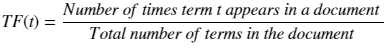 TF(t) = Number of times term t appears in a document
Total number of terms in the document